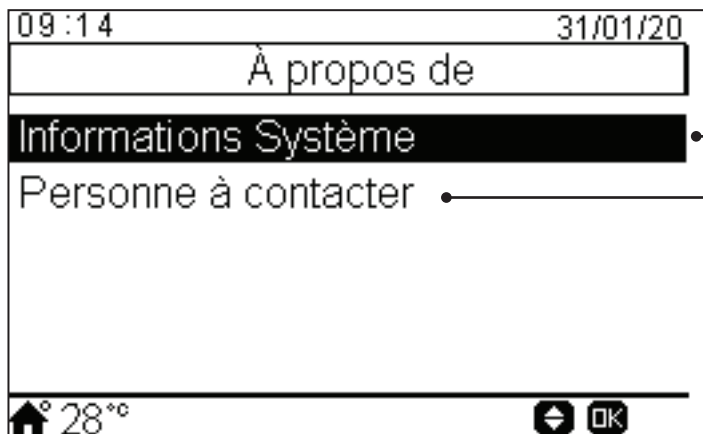 09:14 31/01/20
À propos de
Informations Système
Personne à contacter
28°C OK